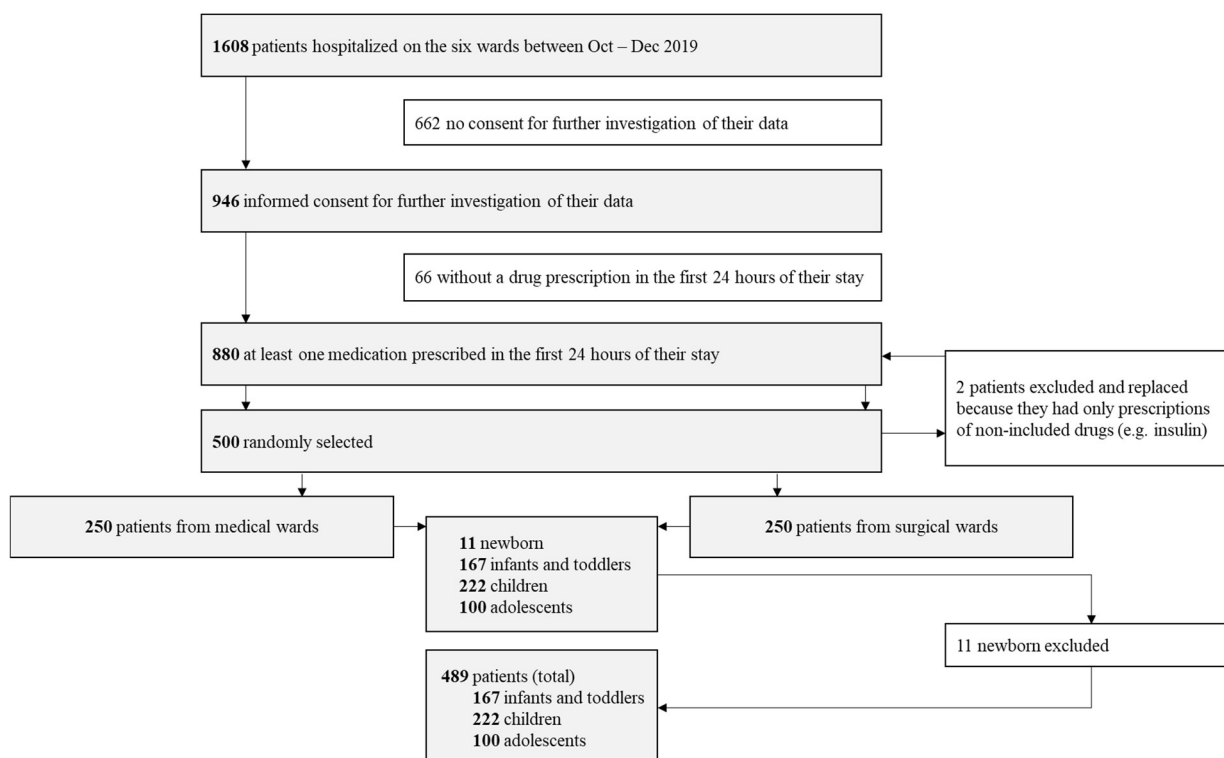 1608 patients hospitalized on the six wards between Oct – Dec 2019
662 no consent for further investigation of their data
946 informed consent for further investigation of their data
66 without a drug prescription in the first 24 hours of their stay
880 at least one medication prescribed in the first 24 hours of their stay
2 patients excluded and replaced
because they had only prescriptions
of non-included drugs (e.g. insulin)
500 randomly selected
250 patients from medical wards
250 patients from surgical wards
11 newborn
167 infants and toddlers
222 children
100 adolescents
11 newborn excluded
489 patients (total)
167 infants and toddlers
222 children
100 adolescents